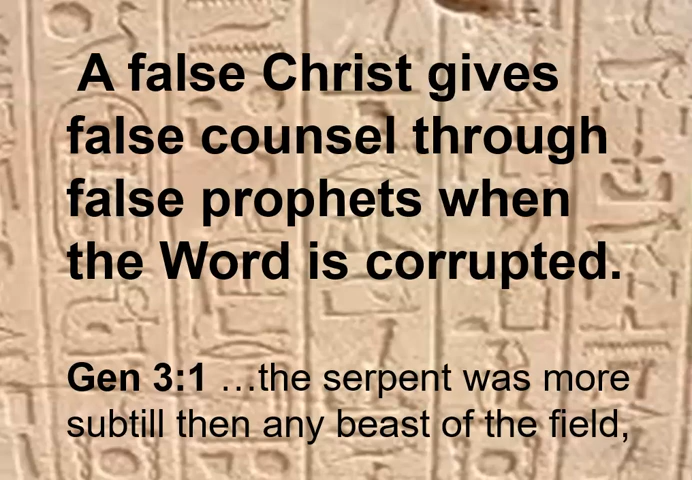 A false Christ gives
false counsel through
false prophets when
the Word is corrupted.
Gen 3:1 …the serpent was more
subtill then any beast of the field,